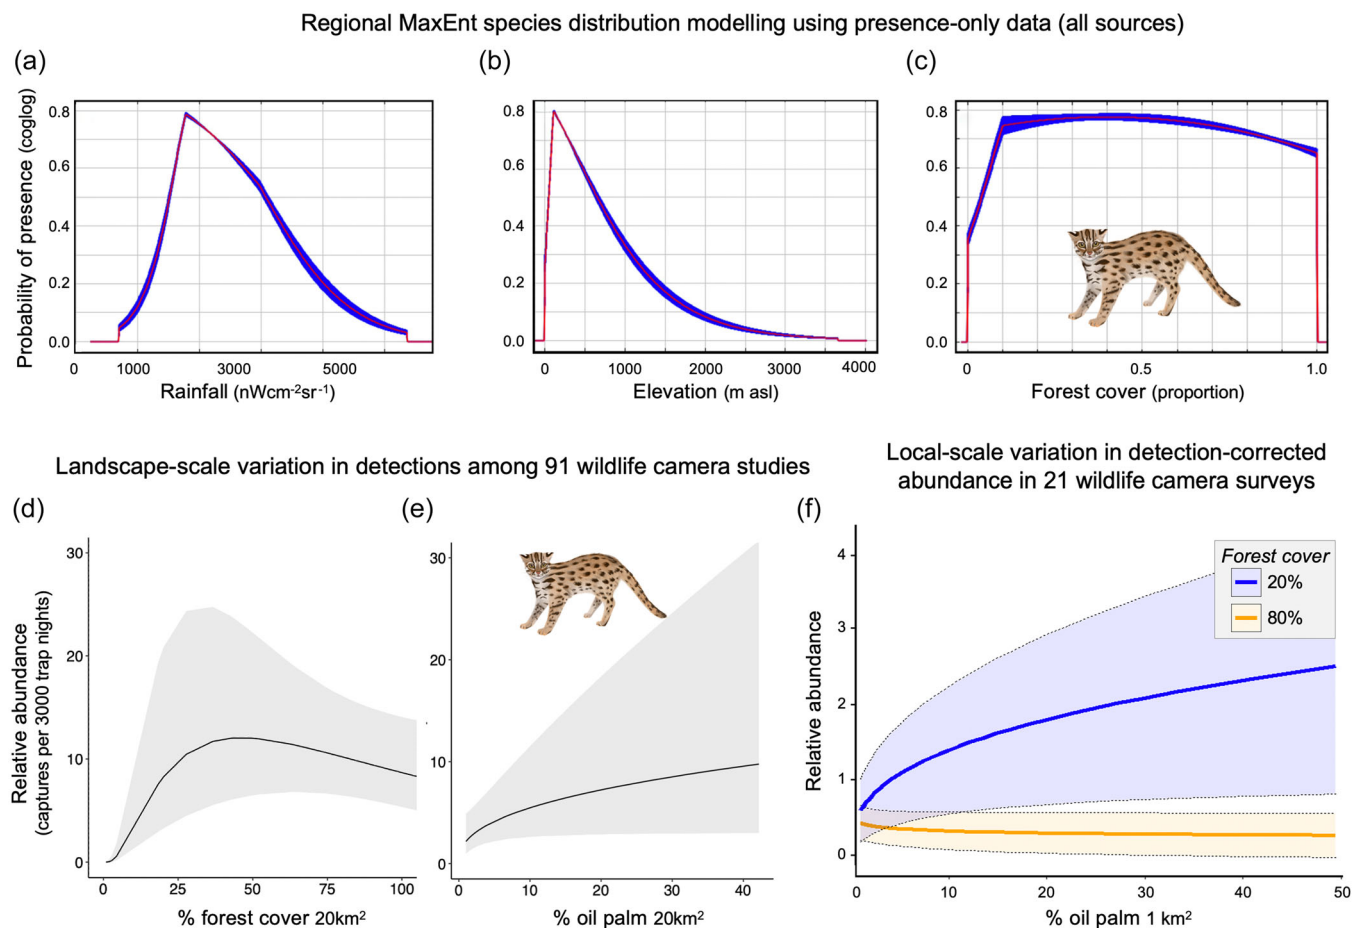 Regional MaxEnt species distribution modelling using presence-only data (all sources)
(a)
(b)
(c)
Probability of presence (coglog)
0.8
0.6
0.4
0.2
0.0
0 1000 3000 5000
Rainfall (nWcm-2sr-1)
0.8
0.6
0.4
0.2
0.0
0 1000 2000 3000 4000
Elevation (m asl)
0.8
0.6
0.4
0.2
0.0
0 0.5 1.0
Forest cover (proportion)
Landscape-scale variation in detections among 91 wildlife camera studies
Local-scale variation in detection-corrected
abundance in 21 wildlife camera surveys
(d)
(e)
(f)
Relative abundance
(captures per 3000 trap nights)
30
20
10
0
0 25 50 75 100
% forest cover 20km2
30
20
10
0
0 10 20 30 40
% oil palm 20km2
Relative abundance
4
3
2
1
0
Forest cover
20%
80%
0 10 20 30 40 50
% oil palm 1 km2